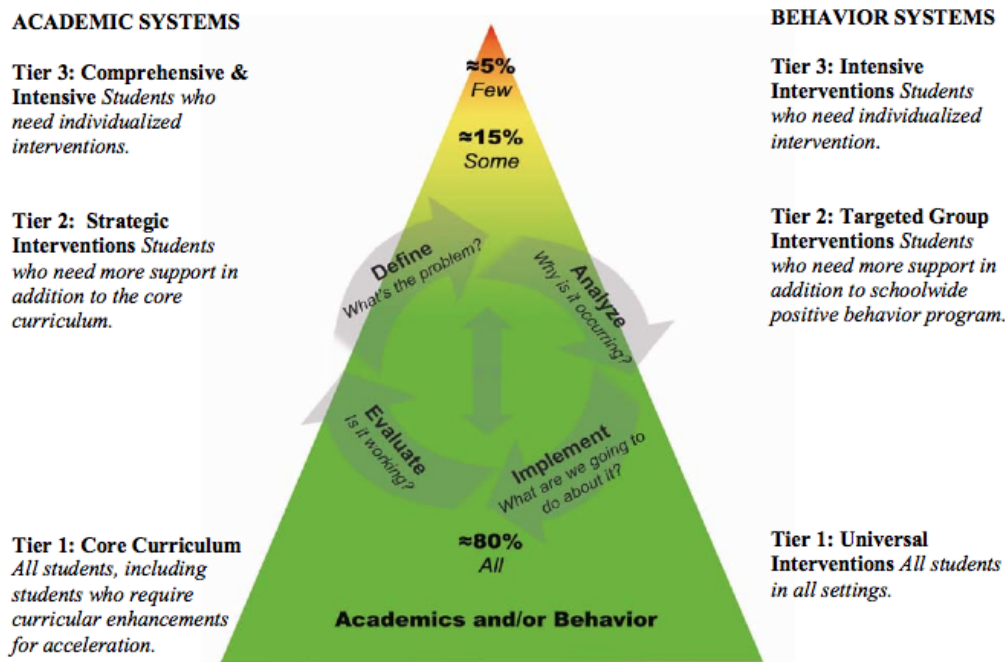 ACADEMIC SYSTEMS
Tier 3: Comprehensive &
Intensive Students who
need individualized
interventions.
Tier 2: Strategic
Interventions Students
who need more support in
addition to the core
curriculum.
Tier 1: Core Curriculum
All students, including
students who require
curricular enhancements
for acceleration.
≈5%
Few
≈15%
Some
Define
What's the problem?
Analyze
Why is it occurring?
Implement
What are we going to
do about it?
Evaluate
Is it working?
≈80%
All
Academics and/or Behavior
BEHAVIOR SYSTEMS
Tier 3: Intensive
Interventions Students
who need individualized
intervention.
Tier 2: Targeted Group
Interventions Students
who need more support in
addition to schoolwide
positive behavior program.
Tier 1: Universal
Interventions All students
in all settings.